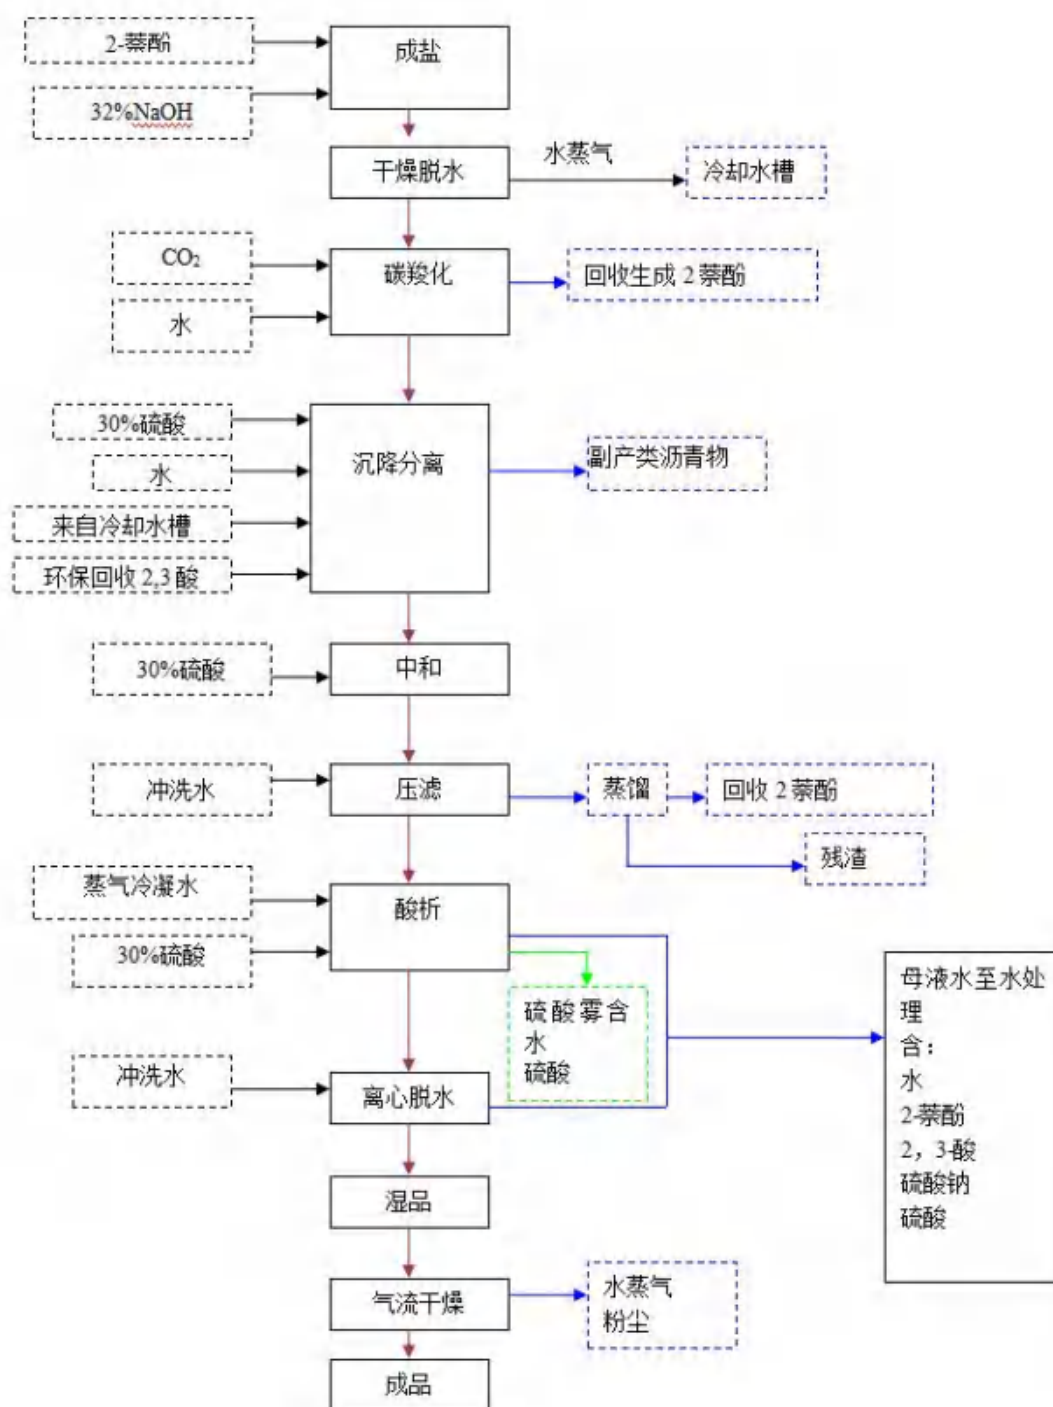 2-萘酚
成盐
32%NaOH
干燥脱水
水蒸气
冷却水槽
CO₂
碳羧化
回收生成 2 萘酚
水
30%硫酸
沉降分离
副产类沥青物
水
来自冷却水槽
环保回收 2,3 酸
30%硫酸
中和
冲洗水
压滤
蒸馏
回收 2 萘酚
残渣
蒸气冷凝水
酸析
30%硫酸
硫酸雾含
水
硫酸
母液水至水处
理
含：
水
2-萘酚
2，3-酸
硫酸钠
硫酸
冲洗水
离心脱水
湿品
气流干燥
水蒸气
粉尘
成品